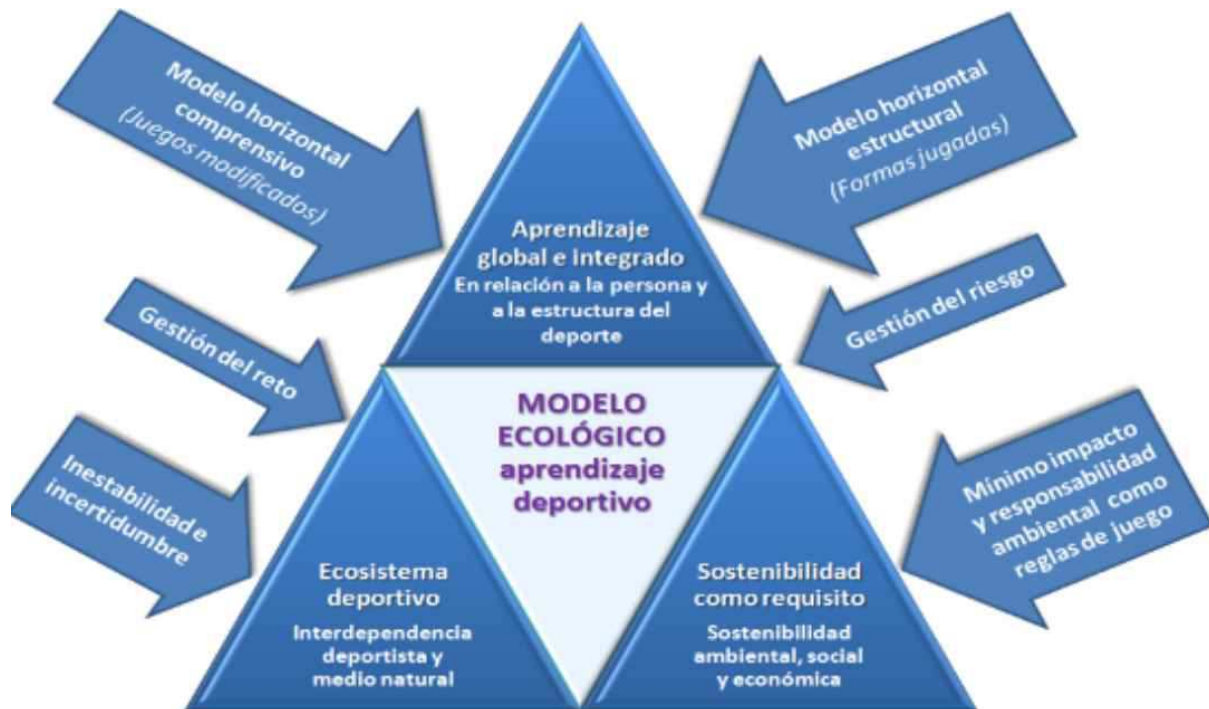 Modelo horizontal
comprensivo
(Juegos modificados)
Modelo horizontal
estructural
(Formas jugadas)
Aprendizaje
global e integrado
En relación a la persona y
a la estructura del
deporte
Gestión del reto
Gestión del riesgo
MODELO
ECOLÓGICO
aprendizaje
deportivo
Inestabilidad e
incertidumbre
Mínimo impacto
y responsabilidad
ambiental como
reglas de juego
Ecosistema
deportivo
Interdependencia
deportista y
medio natural
Sostenibilidad
como requisito
Sostenibilidad
ambiental, social
y económica